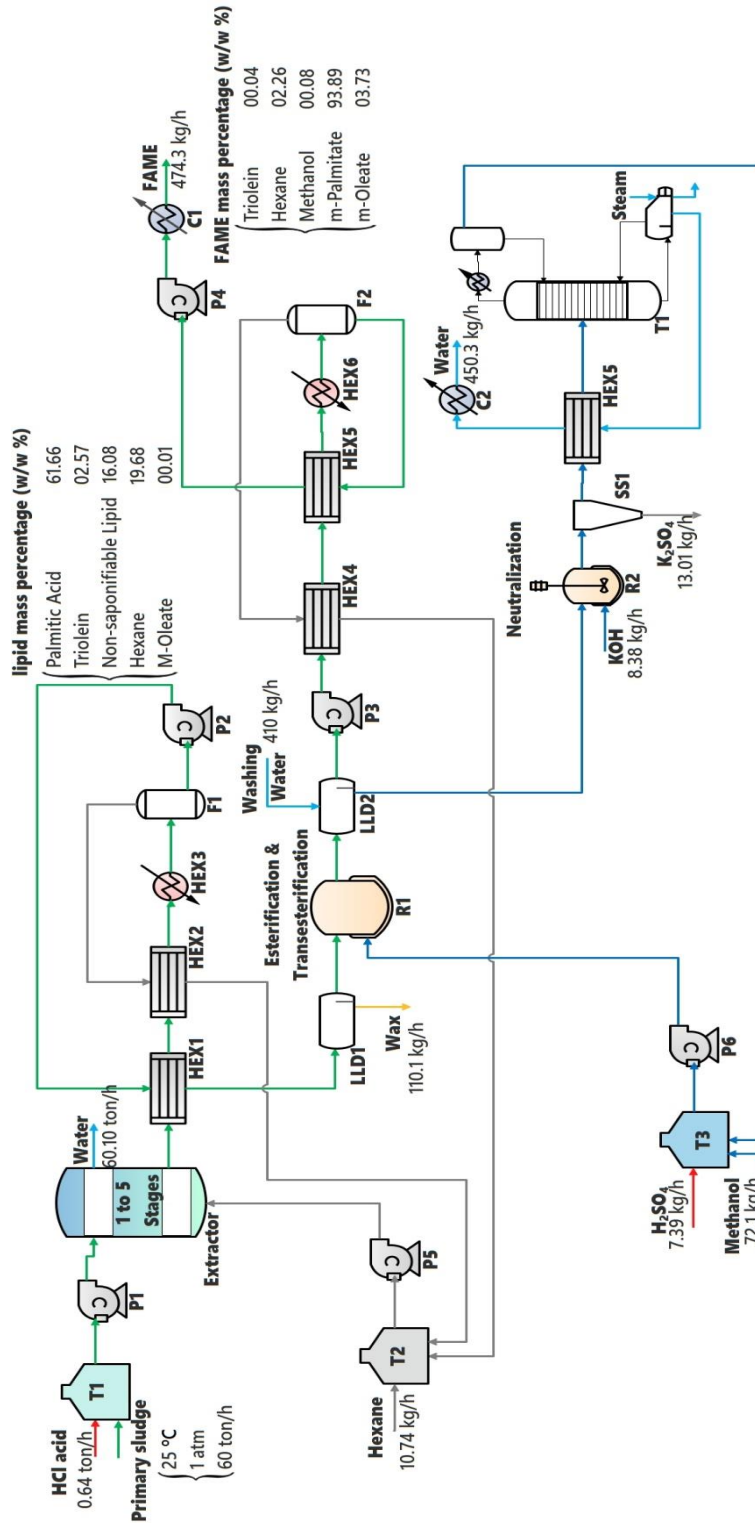 HCl acid
0.64 ton/h
Primary sludge
25 °C
1 atm
60 ton/h
T1
P1
Water
60.10 ton/h
1 to 5
Stages
Extractor
HEX1
HEX2
HEX3
F1
P2
lipid mass percentage (w/w %)
Palmitic Acid 61.66
Triolein 02.57
Non-saponifiable Lipid 16.08
Hexane 19.68
M-Oleate 00.01
Hexane
10.74 kg/h
T2
P5
LLD1
Wax
110.1 kg/h
Esterification &
Transesterification
R1
Washing
Water
410 kg/h
LLD2
P3
HEX4
HEX5
HEX6
F2
P4
C1
FAME
474.3 kg/h
FAME mass percentage (w/w %)
Triolein 00.04
Hexane 02.26
Methanol 00.08
m-Palmitate 93.89
m-Oleate 03.73
H₂SO₄
7.39 kg/h
Methanol
72.1 kg/h
T3
P6
Neutralization
KOH
8.38 kg/h
R2
SS1
K₂SO₄
13.01 kg/h
HEX5
C2
Water
450.3 kg/h
T1
Steam